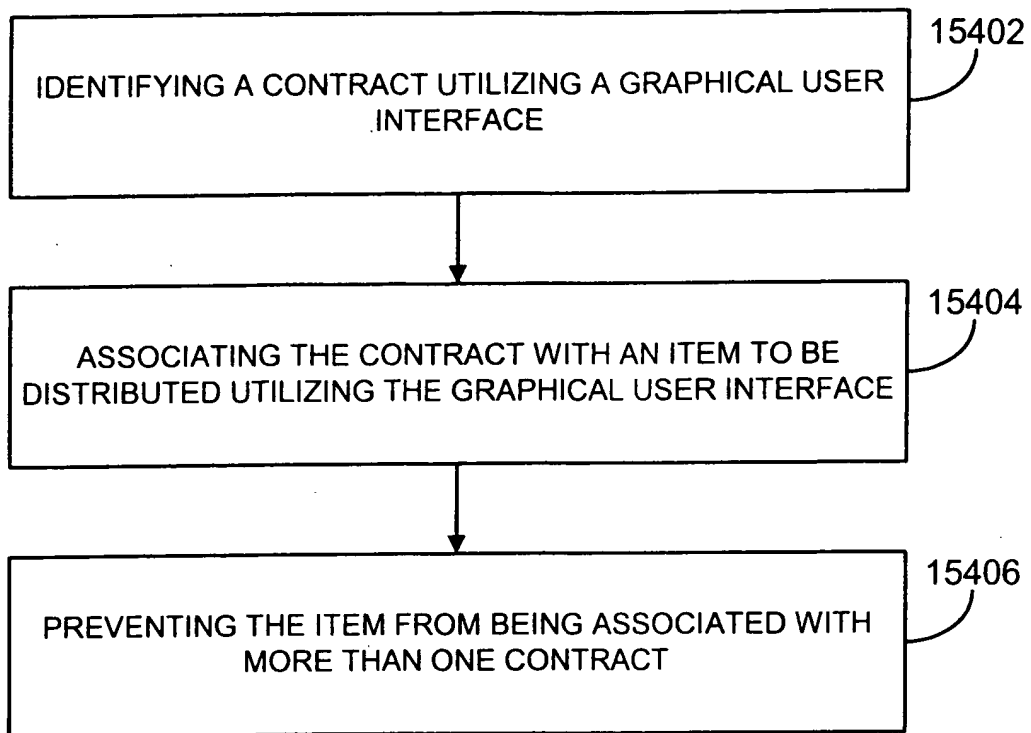 15402
IDENTIFYING A CONTRACT UTILIZING A GRAPHICAL USER
INTERFACE
15404
ASSOCIATING THE CONTRACT WITH AN ITEM TO BE
DISTRIBUTED UTILIZING THE GRAPHICAL USER INTERFACE
15406
PREVENTING THE ITEM FROM BEING ASSOCIATED WITH
MORE THAN ONE CONTRACT